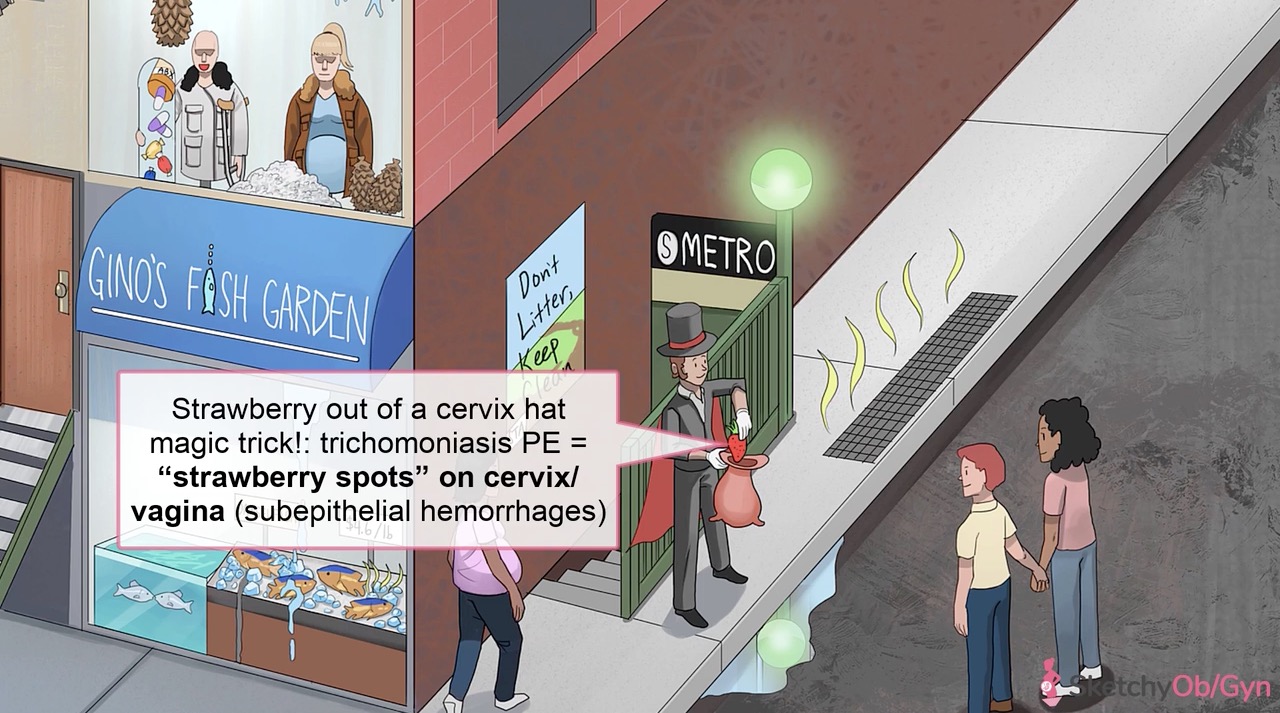 ABX
GINO'S FISH GARDEN
Don't
Litter,
Keep
Clean
S METRO
Strawberry out of a cervix hat
magic trick!: trichomoniasis PE =
“strawberry spots” on cervix/
vagina (subepithelial hemorrhages)
$4.6/lb
SketchyOb/Gyn